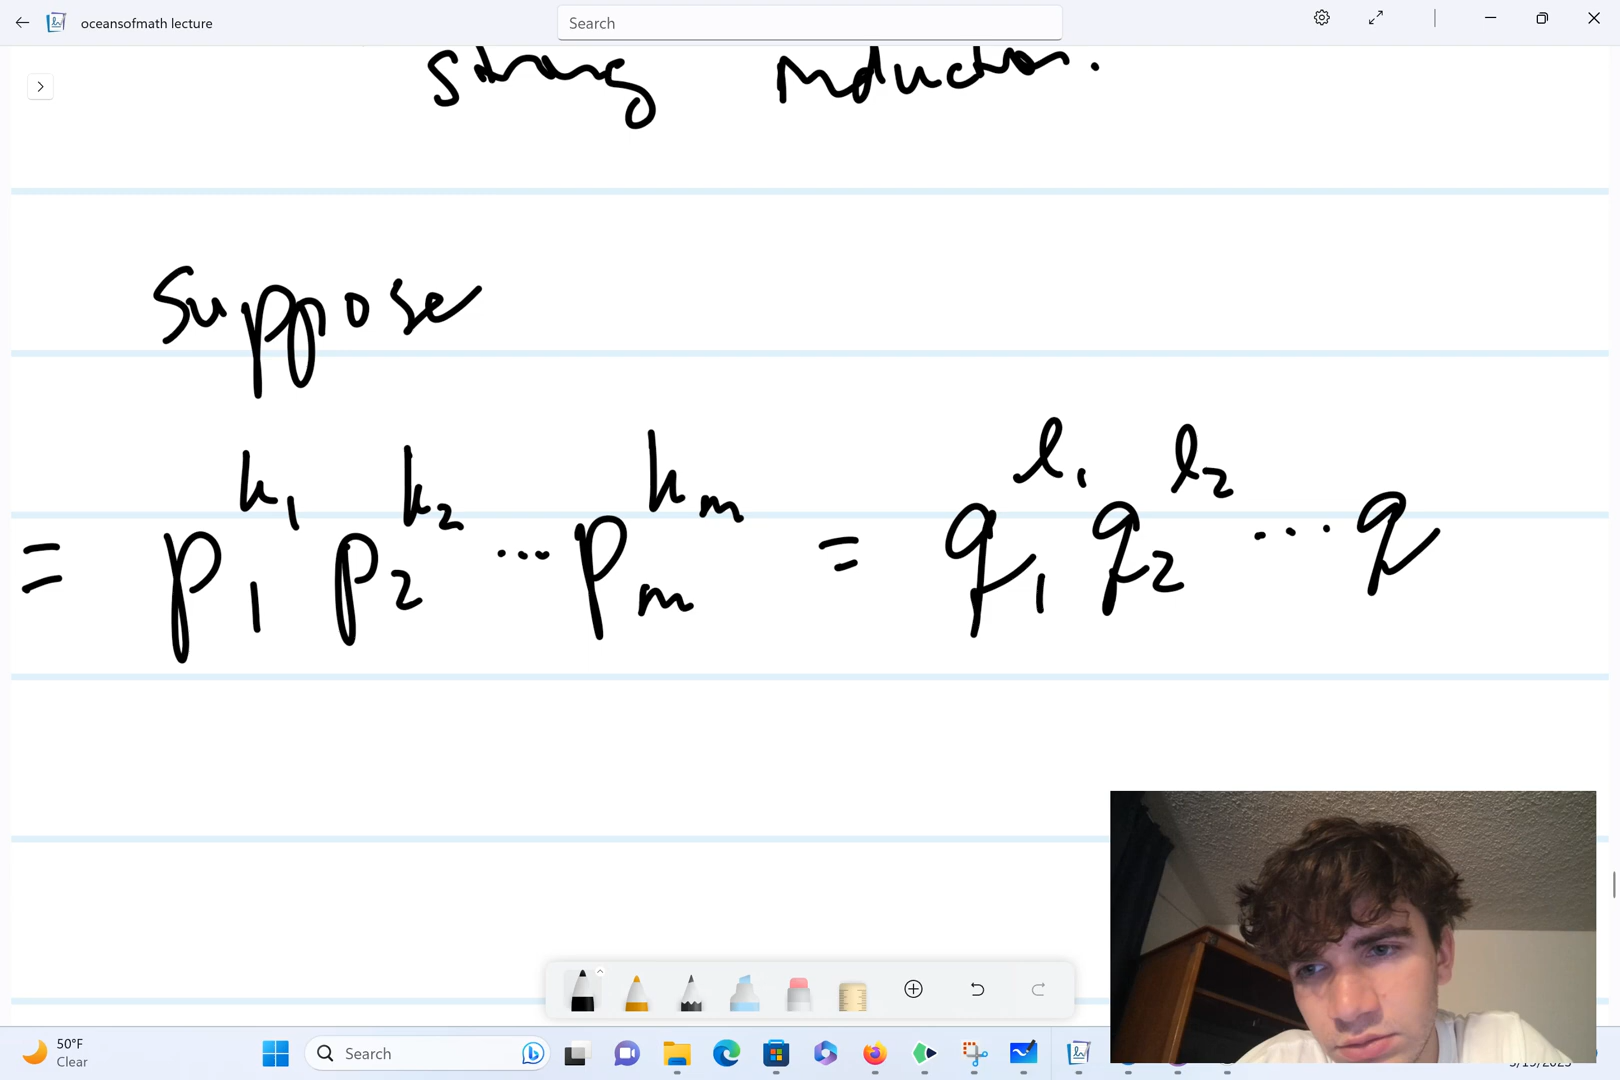 oceansofmath lecture
Search
strong induction.
Suppose
= p₁^k₁ p₂^k₂ ... pₘ^kₘ = q₁^l₁ q₂^l₂ ... q
50°F
Clear
Search